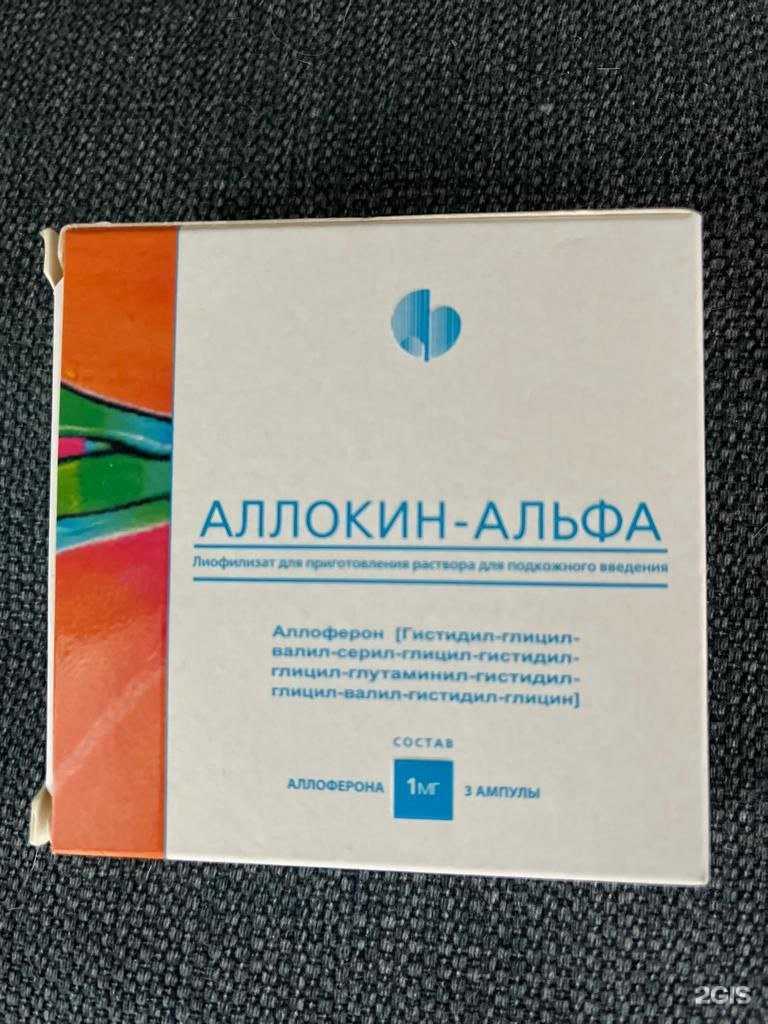 АЛЛОКИН-АЛЬФА
Лиофилизат для приготовления раствора для подкожного введения
Аллоферон [Гистидил-глицил-
валил-серил-глицил-гистидил-
глицил-глутаминил-гистидил-
глицил-валил-гистидил-глицин]
СОСТАВ
АЛЛОФЕРОНА 1мг 3 АМПУЛЫ
2GIS